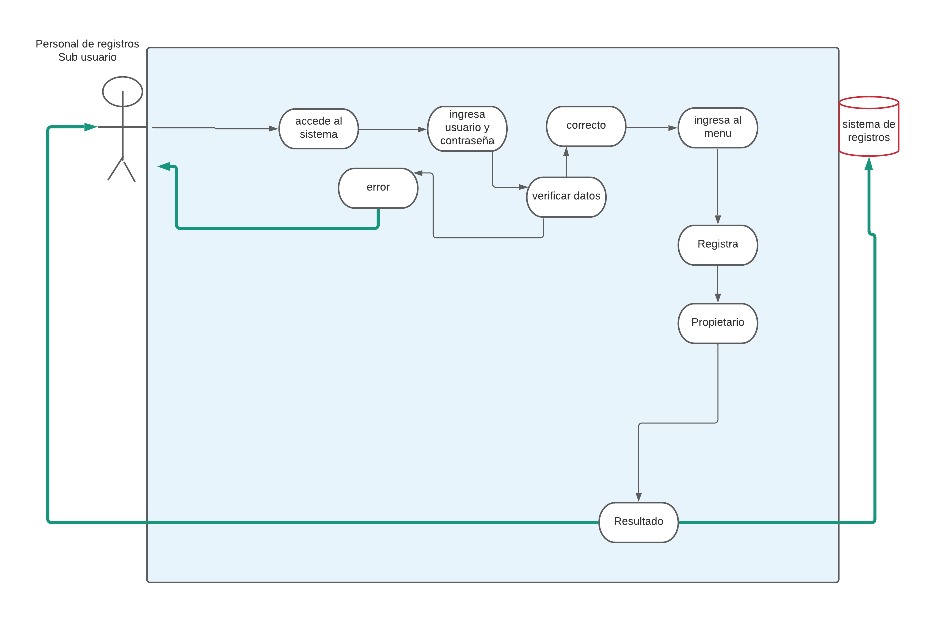 Personal de registros
Sub usuario
accede al
sistema
ingresa
usuario y
contraseña
correcto
ingresa al
menu
sistema de
registros
error
verificar datos
Registra
Propietario
Resultado